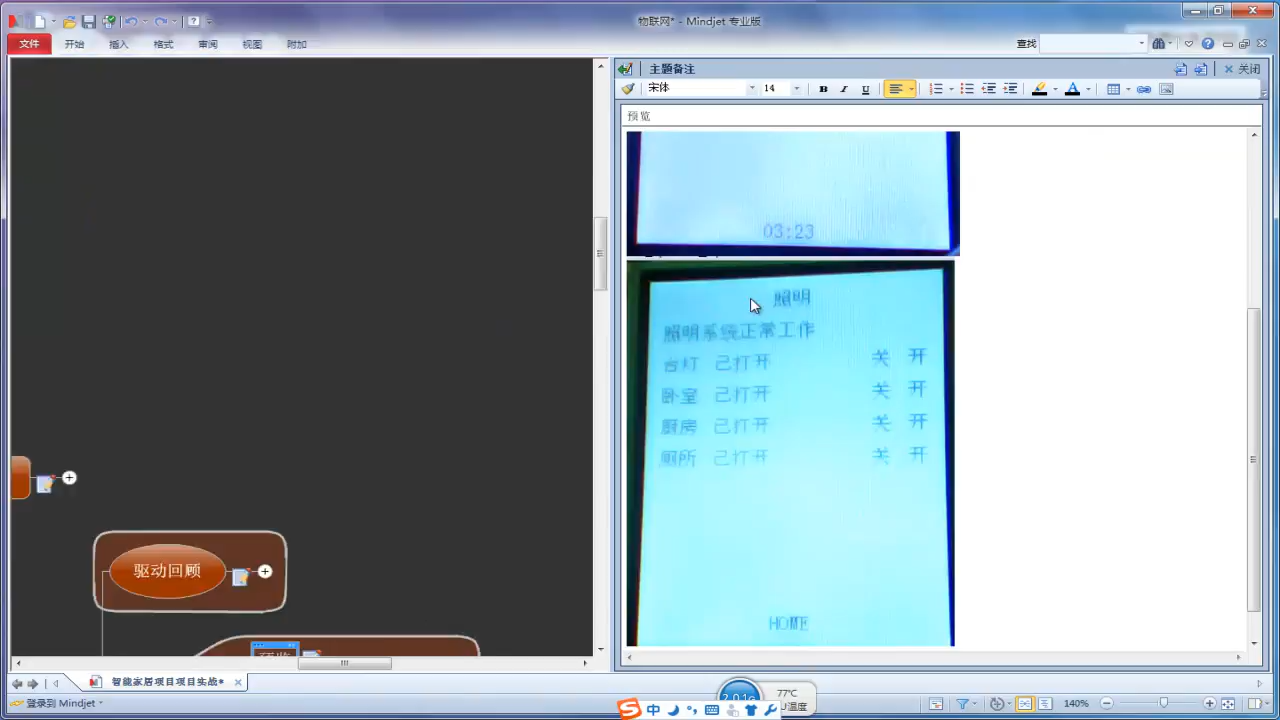 物联网* - Mindjet 专业版
文件 开始 插入 格式 审阅 视图 附加 查找
主题备注 关闭
宋体 14 B I U A
预览
03:23
照明
照明系统正常工作
台灯 已打开 关 开
卧室 已打开 关 开
厨房 已打开 关 开
厕所 已打开 关 开
HOME
驱动回顾
预览
智能家居项目项目实战*
77°C
温度
登录到 Mindjet
中
140%